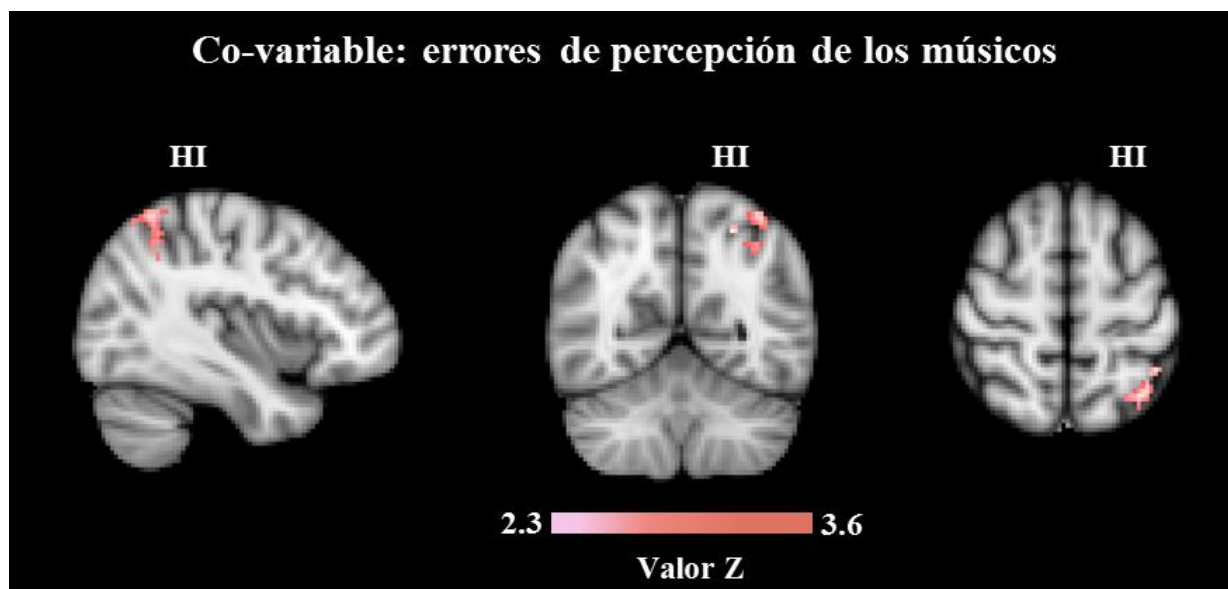 Co-variable: errores de percepción de los músicos
HI
HI
HI
2.3
3.6
Valor Z